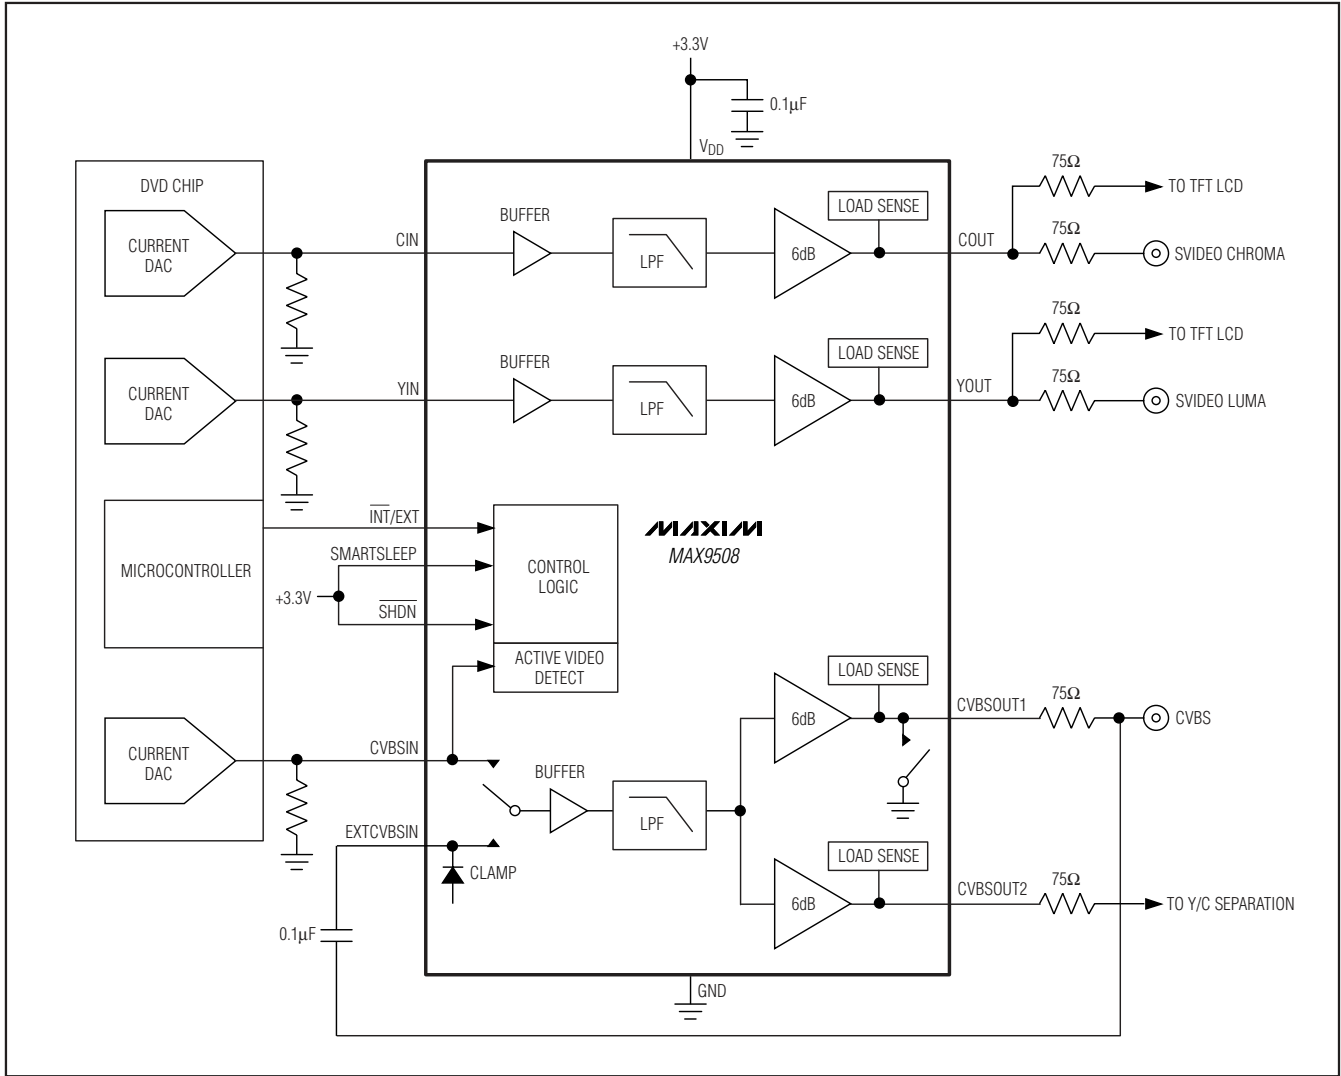 +3.3V
0.1µF
V_DD
DVD CHIP
CURRENT
DAC
CIN
BUFFER
LPF
6dB
LOAD SENSE
COUT
75Ω
TO TFT LCD
75Ω
SVIDEO CHROMA
CURRENT
DAC
YIN
BUFFER
LPF
6dB
LOAD SENSE
YOUT
75Ω
TO TFT LCD
75Ω
SVIDEO LUMA
MICROCONTROLLER
I̅N̅T̅/EXT
SMARTSLEEP
+3.3V
S̅H̅D̅N̅
CONTROL
LOGIC
ACTIVE VIDEO
DETECT
MAXIM
MAX9508
CURRENT
DAC
CVBSIN
EXTCVBSIN
CLAMP
0.1µF
BUFFER
LPF
6dB
LOAD SENSE
CVBSOUT1
75Ω
CVBS
6dB
LOAD SENSE
CVBSOUT2
75Ω
TO Y/C SEPARATION
GND